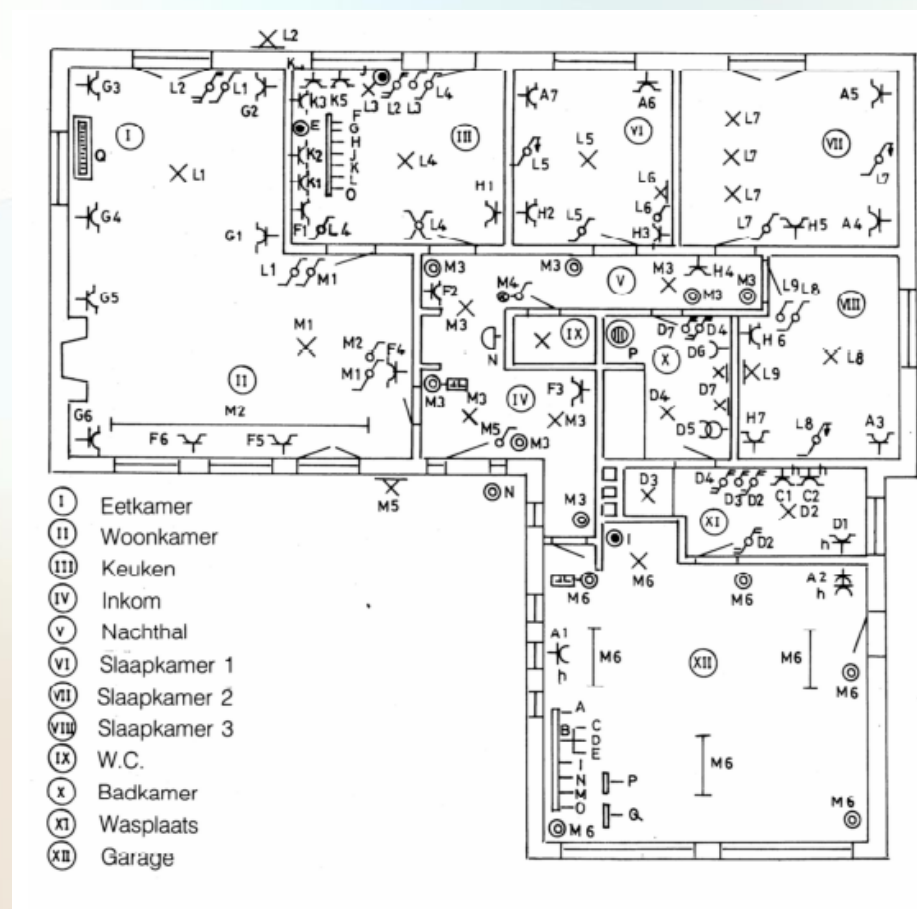 L2
G3
L2
L1
G2
I
Q
L1
G4
G1
G5
L1
M1
M1
M2
M1
F4
II
M2
G6
F6
F5
M5
N
K3
K5
J
L3
L2
L3
L4
E
F
G
H
J
K
L
O
K2
K1
III
L4
H1
F1
L4
L4
A7
A6
VI
L5
L5
L6
L6
H2
L5
H3
L7
A5
L7
VII
L7
L7
L7
H5
A4
M3
M3
M4
V
M3
H4
M3
M3
F2
M3
N
IX
P
D7
D4
D6
X
D7
D4
D5
M3
M3
IV
F3
M3
M5
M3
M3
L9
L8
VIII
H6
L8
L9
H7
L8
A3
D3
D4
D3
D2
h
h
C1
C2
D2
XI
D2
D1
h
I
M6
M6
M6
A2
h
A1
h
M6
XII
M6
M6
A
B
C
D
E
I
N
M
O
P
Q
M6
M6
M6
I Eetkamer
II Woonkamer
III Keuken
IV Inkom
V Nachthal
VI Slaapkamer 1
VII Slaapkamer 2
VIII Slaapkamer 3
IX W.C.
X Badkamer
XI Wasplaats
XII Garage